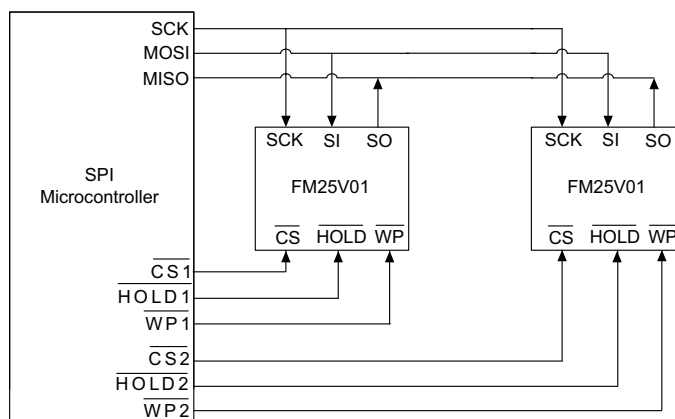 SCK
MOSI
MISO
SCK SI SO
SCK SI SO
SPI
Microcontroller
FM25V01
FM25V01
CS HOLD WP
CS HOLD WP
CS1
HOLD1
WP1
CS2
HOLD2
WP2